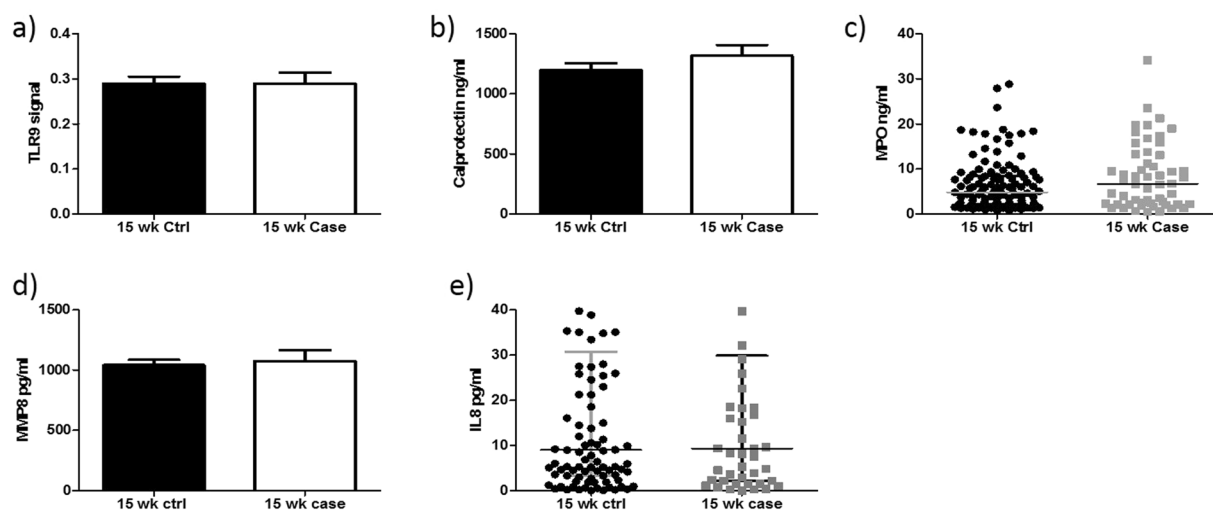 a)
TLR9 signal
0.4
0.3
0.2
0.1
0.0
15 wk Ctrl
15 wk Case
b)
Calprotectin ng/ml
1500
1000
500
0
15 wk Ctrl
15 wk Case
c)
MPO ng/ml
40
30
20
10
0
15 wk Ctrl
15 wk Case
d)
MMP8 pg/ml
1500
1000
500
0
15 wk ctrl
15 wk case
e)
IL8 pg/ml
40
30
20
10
0
15 wk ctrl
15 wk case